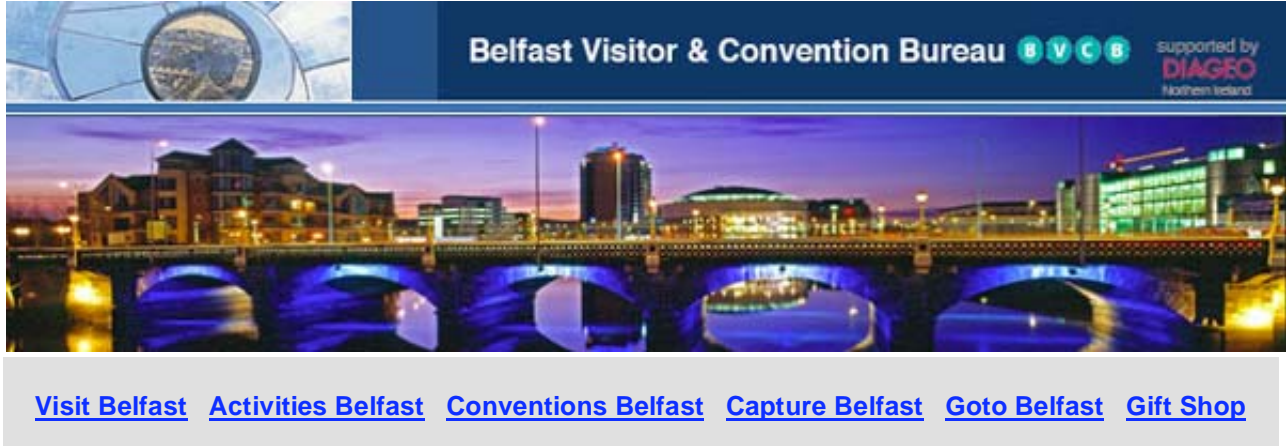 Belfast Visitor & Convention Bureau BVCB
supported by
DIAGEO
Northern Ireland
Visit Belfast Activities Belfast Conventions Belfast Capture Belfast Goto Belfast Gift Shop